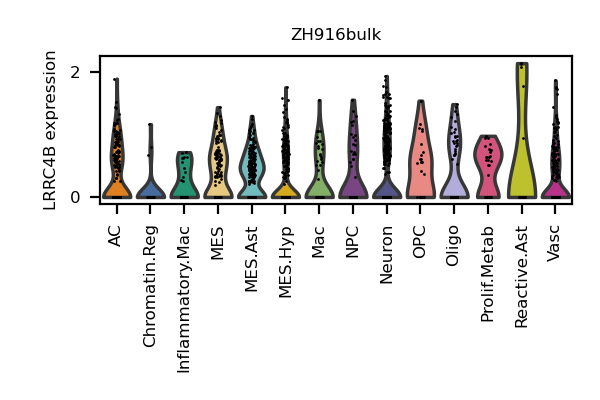 ZH916bulk
LRRC4B expression
2
0
AC
Chromatin.Reg
Inflammatory.Mac
MES
MES.Ast
MES.Hyp
Mac
NPC
Neuron
OPC
Oligo
Prolif.Metab
Reactive.Ast
Vasc